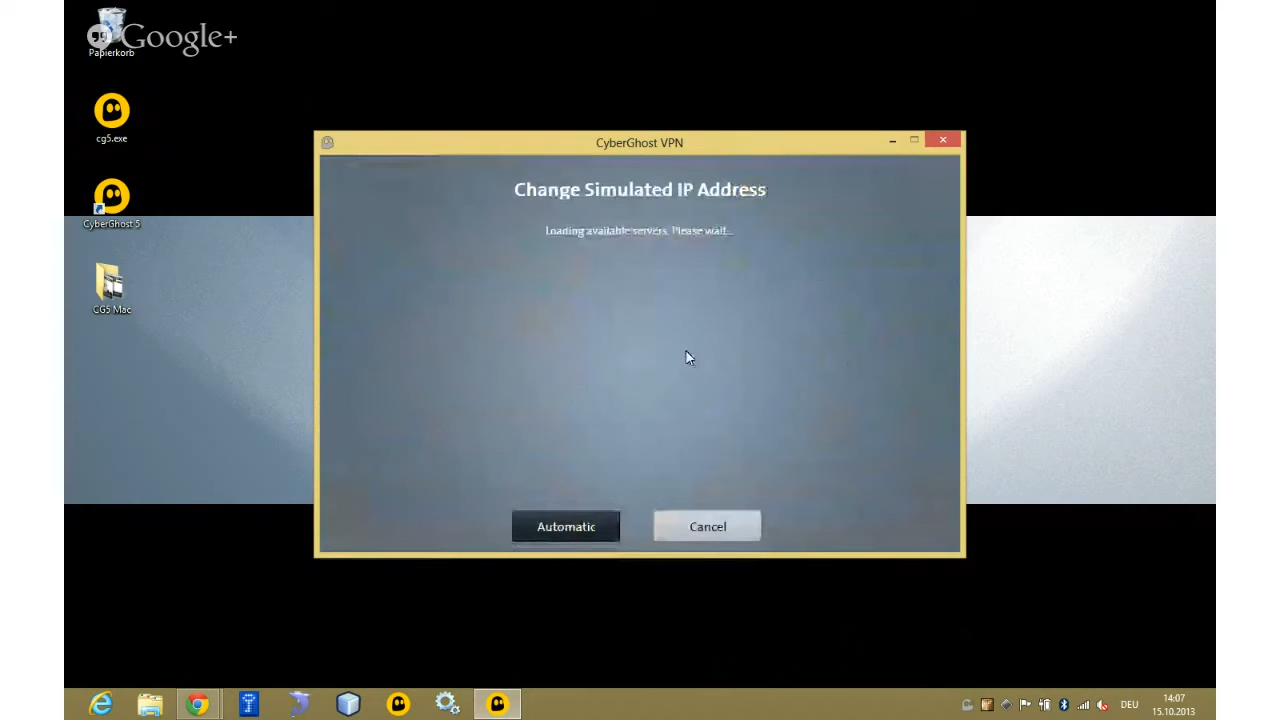 Google+
Papierkorb
cg5.exe
CyberGhost 5
CG5 Mac
CyberGhost VPN
Change Simulated IP Address
Loading available servers. Please wait...
Automatic
Cancel
DEU
14:07
15.10.2013